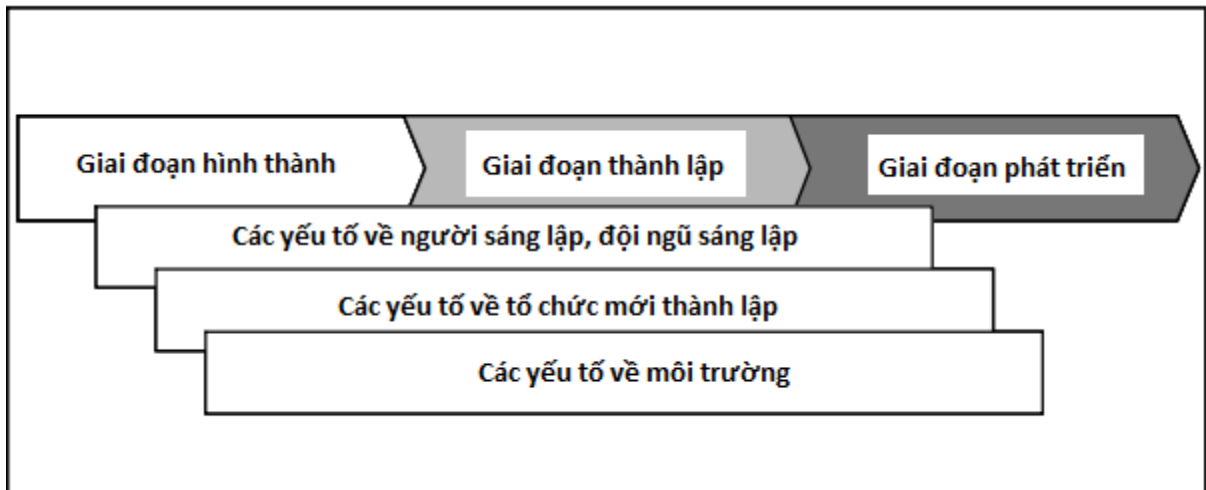 Giai đoạn hình thành
Giai đoạn thành lập
Giai đoạn phát triển
Các yếu tố về người sáng lập, đội ngũ sáng lập
Các yếu tố về tổ chức mới thành lập
Các yếu tố về môi trường